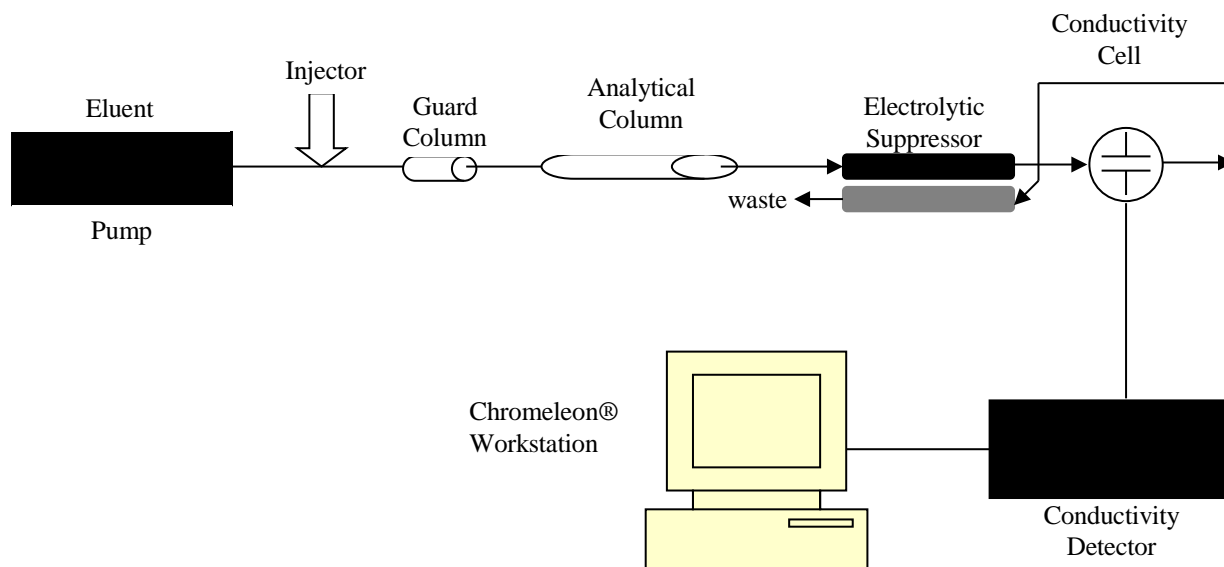 Conductivity
Cell
Injector
Analytical
Column
Eluent
Guard
Column
Electrolytic
Suppressor
waste
Pump
Chromeleon®
Workstation
Conductivity
Detector